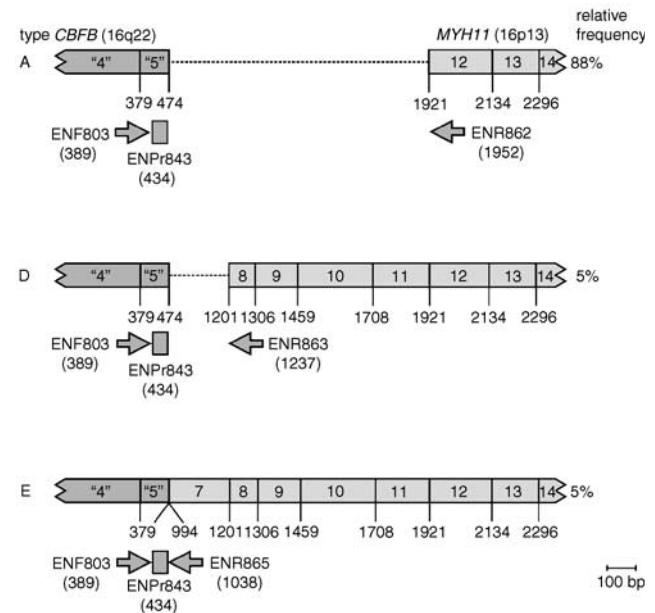 type CBFB (16q22) MYH11 (16p13) relative
frequency
A "4" "5" 12 13 14 88%
379 474 1921 2134 2296
ENF803 ENR862
(389) (1952)
ENPr843
(434)
D "4" "5" 8 9 10 11 12 13 14 5%
379 474 1201 1306 1459 1708 1921 2134 2296
ENF803 ENR863
(389) (1237)
ENPr843
(434)
E "4" "5" 7 8 9 10 11 12 13 14 5%
379 994 1201 1306 1459 1708 1921 2134 2296
ENF803 ENR865
(389) (1038)
ENPr843
(434)
100 bp